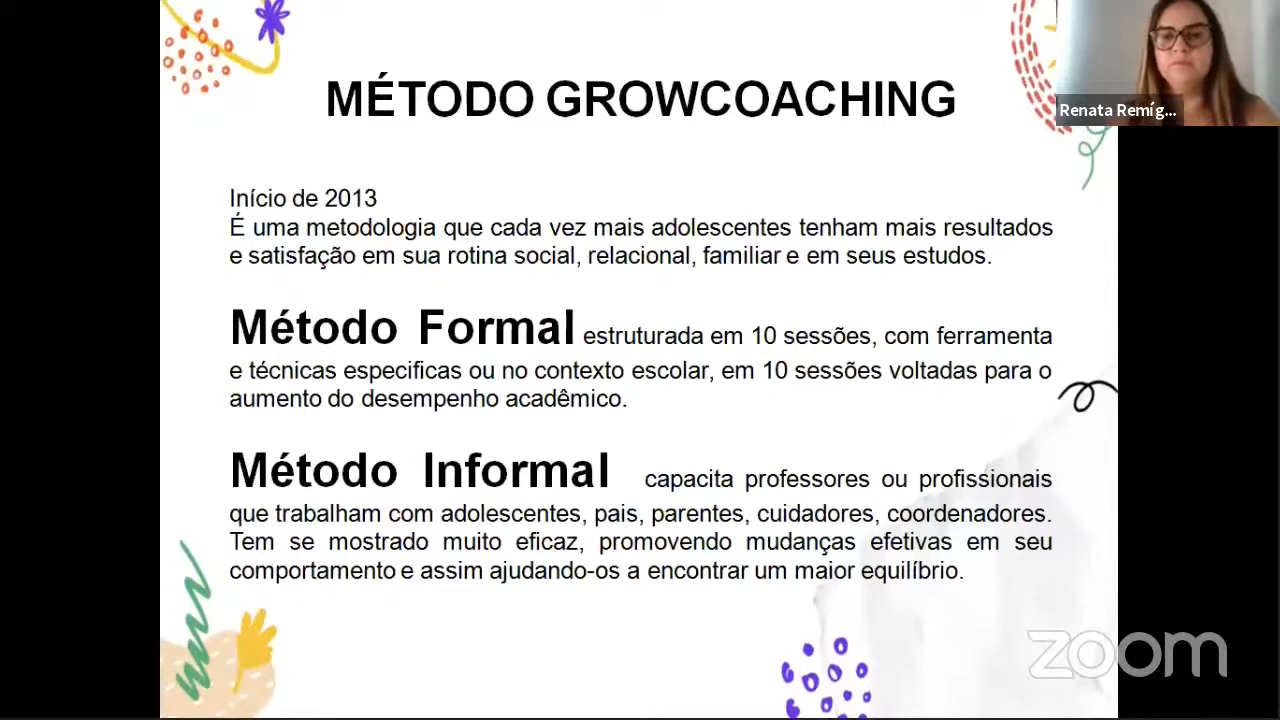 MÉTODO GROWCOACHING
Renata Remíg...
Início de 2013
É uma metodologia que cada vez mais adolescentes tenham mais resultados
e satisfação em sua rotina social, relacional, familiar e em seus estudos.
Método Formal estruturada em 10 sessões, com ferramenta
e técnicas especificas ou no contexto escolar, em 10 sessões voltadas para o
aumento do desempenho acadêmico.
Método Informal capacita professores ou profissionais
que trabalham com adolescentes, pais, parentes, cuidadores, coordenadores.
Tem se mostrado muito eficaz, promovendo mudanças efetivas em seu
comportamento e assim ajudando-os a encontrar um maior equilíbrio.
zoom